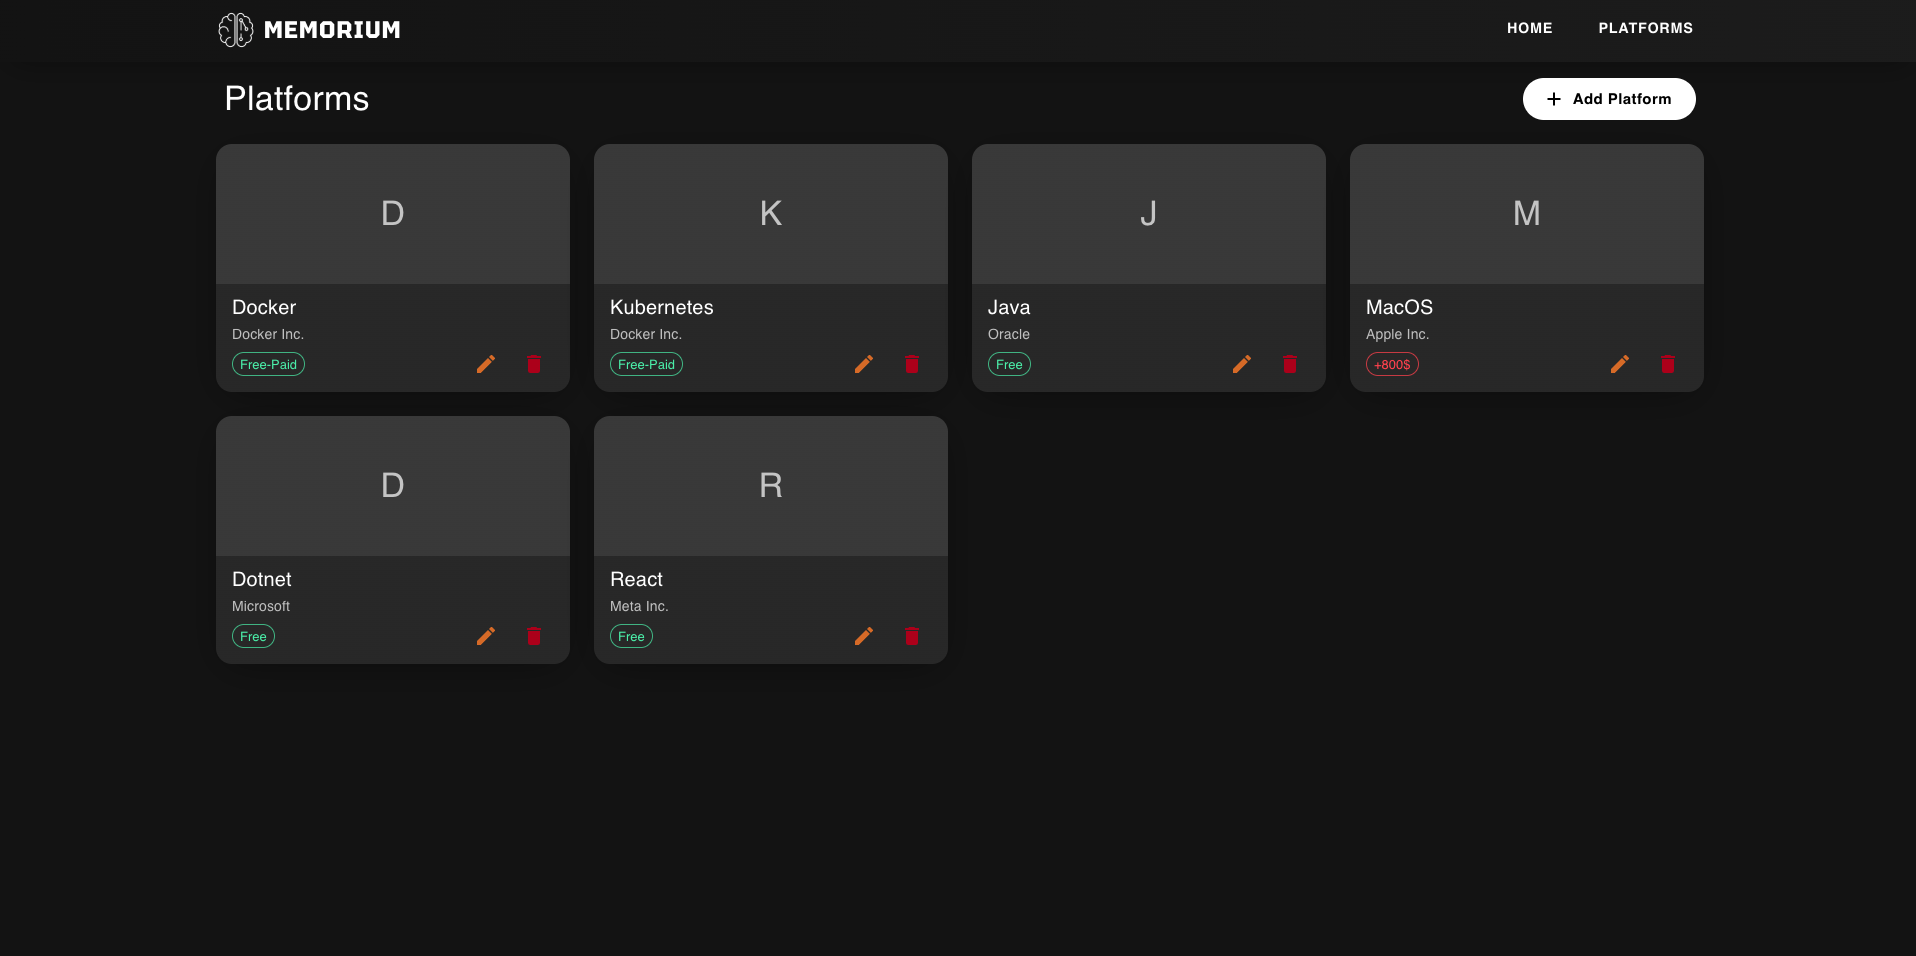 MEMORIUM
HOME
PLATFORMS
Platforms
Add Platform
D
Docker
Docker Inc.
Free-Paid
K
Kubernetes
Docker Inc.
Free-Paid
J
Java
Oracle
Free
M
MacOS
Apple Inc.
+800$
D
Dotnet
Microsoft
Free
R
React
Meta Inc.
Free